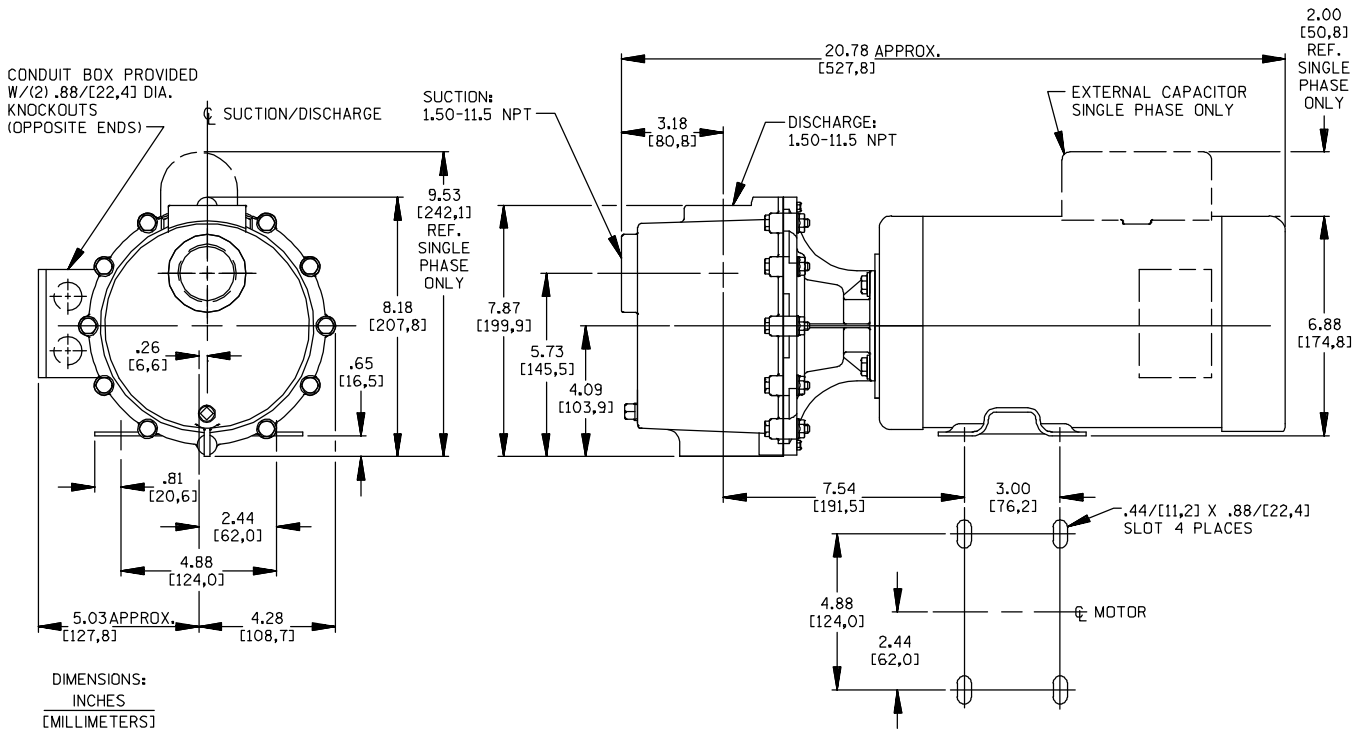 CONDUIT BOX PROVIDED
W/(2) .88/[22,4] DIA.
KNOCKOUTS
(OPPOSITE ENDS)
℄ SUCTION/DISCHARGE
9.53
[242,1]
REF.
SINGLE
PHASE
ONLY
8.18
[207,8]
.26
[6,6]
.65
[16,5]
.81
[20,6]
2.44
[62,0]
4.88
[124,0]
5.03 APPROX.
[127,8]
4.28
[108,7]
DIMENSIONS:
INCHES
[MILLIMETERS]
SUCTION:
1.50-11.5 NPT
20.78 APPROX.
[527,8]
3.18
[80,8]
DISCHARGE:
1.50-11.5 NPT
EXTERNAL CAPACITOR
SINGLE PHASE ONLY
2.00
[50,8]
REF.
SINGLE
PHASE
ONLY
7.87
[199,9]
5.73
[145,5]
4.09
[103,9]
6.88
[174,8]
7.54
[191,5]
3.00
[76,2]
.44/[11,2] X .88/[22,4]
SLOT 4 PLACES
4.88
[124,0]
℄ MOTOR
2.44
[62,0]